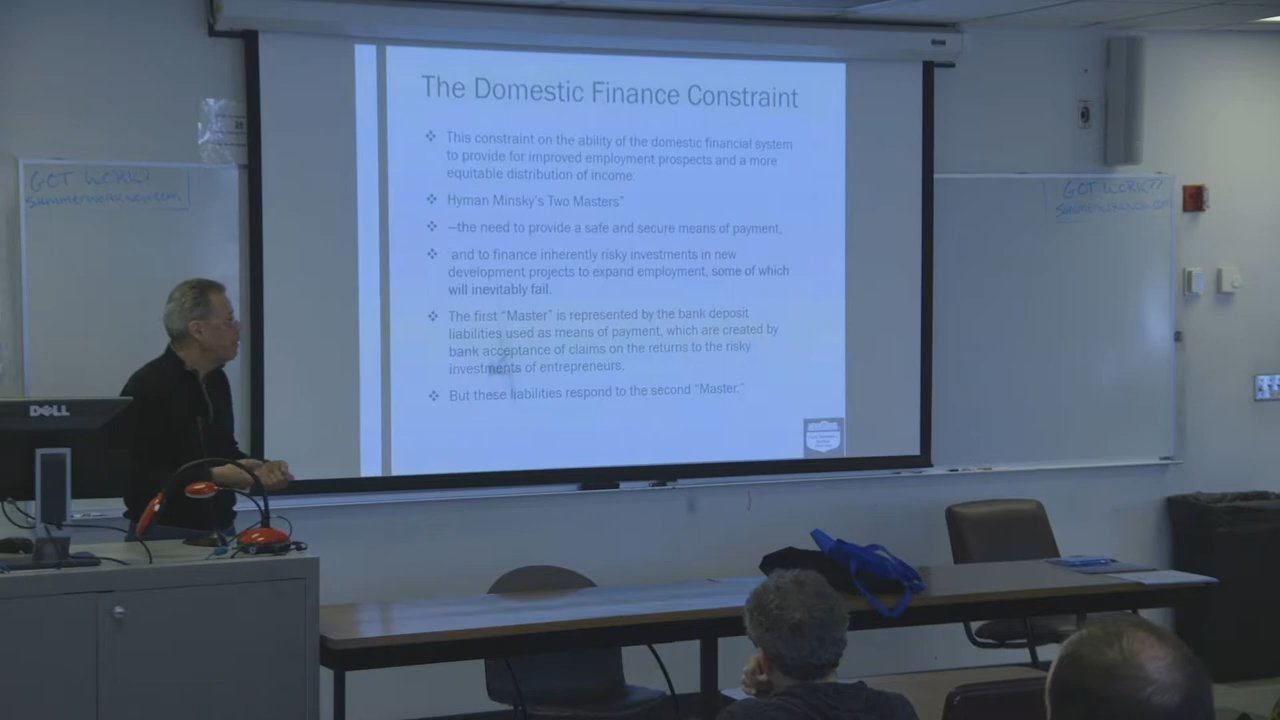 The Domestic Finance Constraint
❖ This constraint on the ability of the domestic financial system
to provide for improved employment prospects and a more
equitable distribution of income.
❖ Hyman Minsky's Two Masters"
❖ –the need to provide a safe and secure means of payment,
❖ and to finance inherently risky investments in new
development projects to expand employment, some of which
will inevitably fail.
❖ The first “Master” is represented by the bank deposit
liabilities used as means of payment, which are created by
bank acceptance of claims on the returns to the risky
investments of entrepreneurs.
❖ But these liabilities respond to the second “Master.”
GOT WORK?
GOT WORK??
DELL